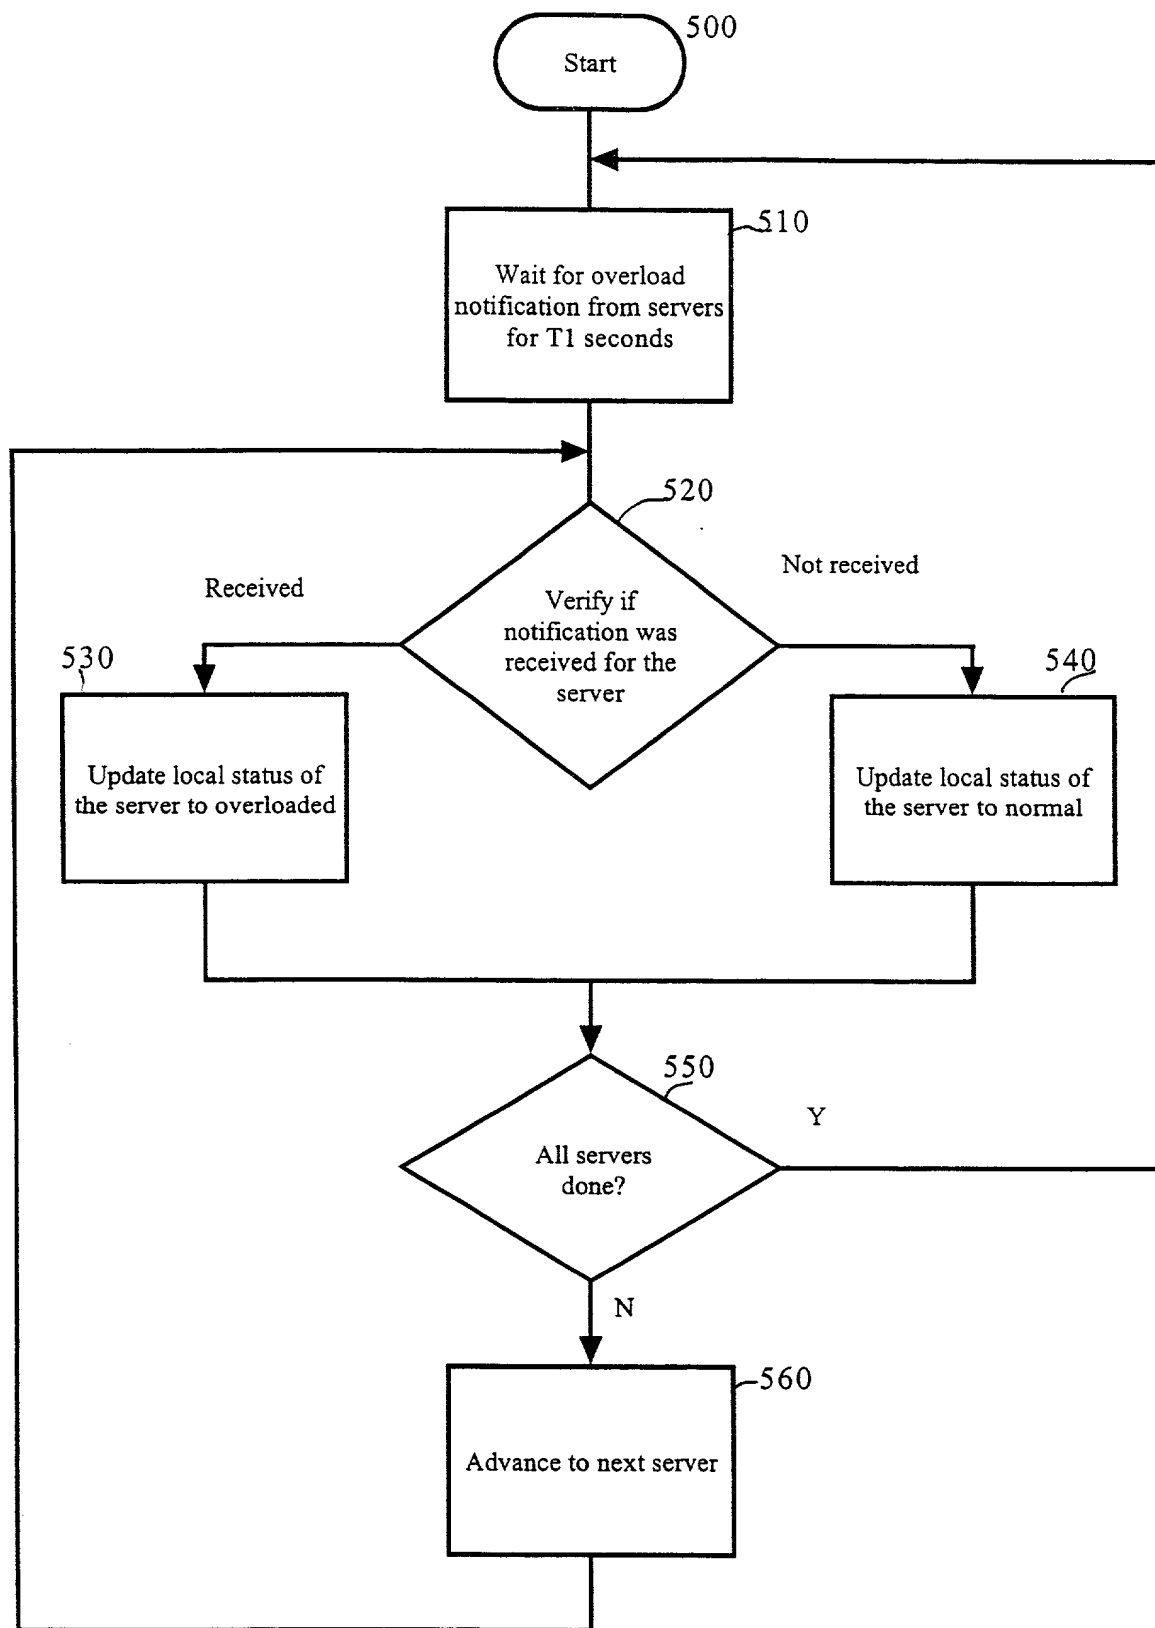 500
Start
510
Wait for overload
notification from servers
for T1 seconds
520
Received
Not received
Verify if
notification was
received for the
server
530
540
Update local status of
the server to overloaded
Update local status of
the server to normal
550
Y
All servers
done?
N
560
Advance to next server